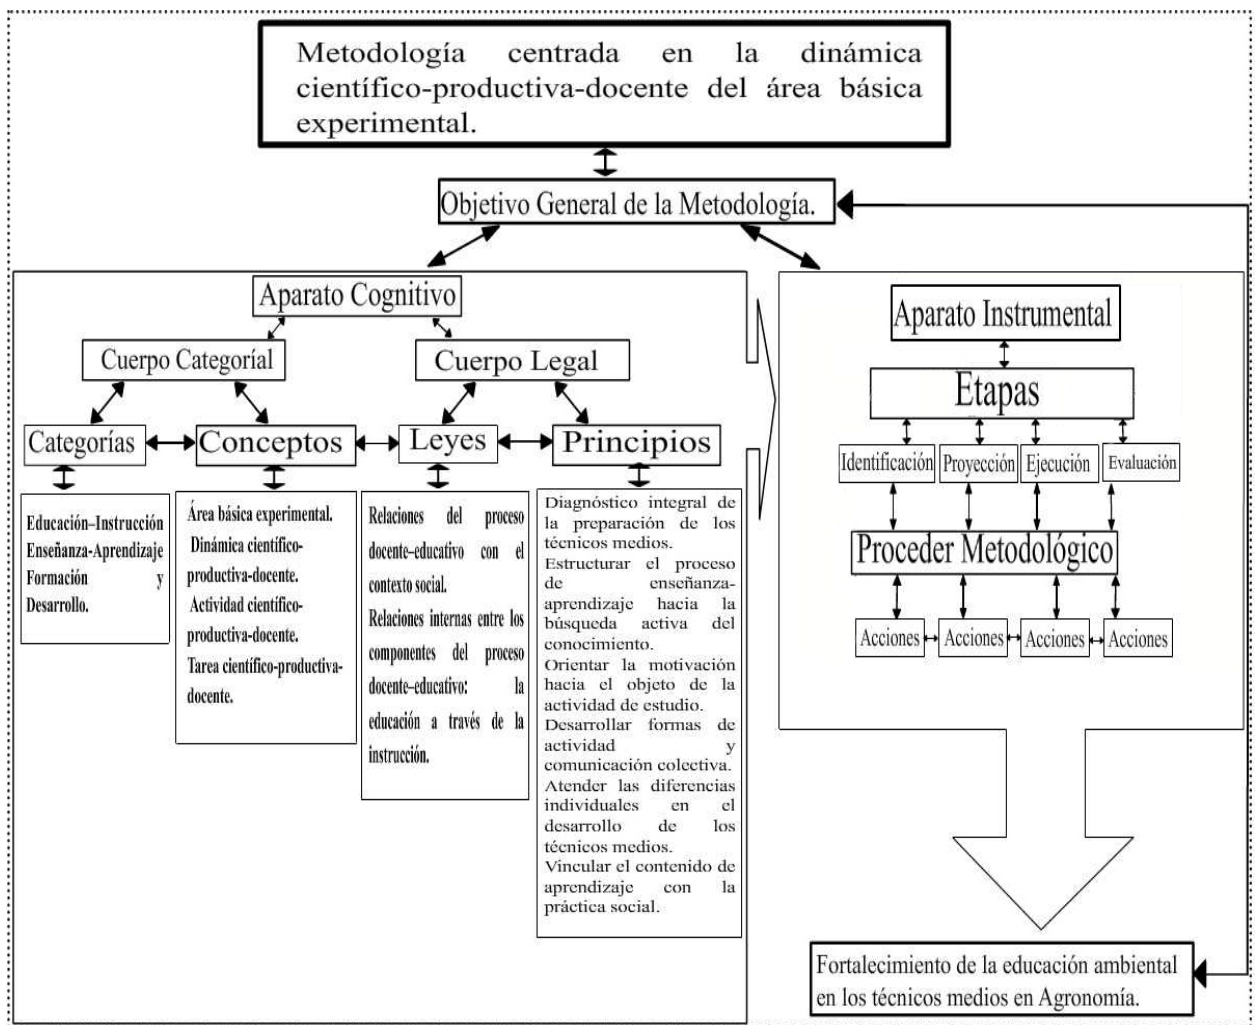 Metodología centrada en la dinámica
científico-productiva-docente del área básica
experimental.
Objetivo General de la Metodología.
Aparato Cognitivo
Cuerpo Categoríal
Cuerpo Legal
Categorías
Conceptos
Leyes
Principios
Educación–Instrucción
Enseñanza-Aprendizaje
Formación y
Desarrollo.
Área básica experimental.
Dinámica científico-
productiva-docente.
Actividad científico-
productiva-docente.
Tarea científico-productiva-
docente.
Relaciones del proceso
docente–educativo con el
contexto social.
Relaciones internas entre los
componentes del proceso
docente–educativo: la
educación a través de la
instrucción.
Diagnóstico integral de
la preparación de los
técnicos medios.
Estructurar el proceso
de enseñanza-
aprendizaje hacia la
búsqueda activa del
conocimiento.
Orientar la motivación
hacia el objeto de la
actividad de estudio.
Desarrollar formas de
actividad y
comunicación colectiva.
Atender las diferencias
individuales en el
desarrollo de los
técnicos medios.
Vincular el contenido de
aprendizaje con la
práctica social.
Aparato Instrumental
Etapas
Identificación
Proyección
Ejecución
Evaluación
Proceder Metodológico
Acciones
Acciones
Acciones
Acciones
Fortalecimiento de la educación ambiental
en los técnicos medios en Agronomía.